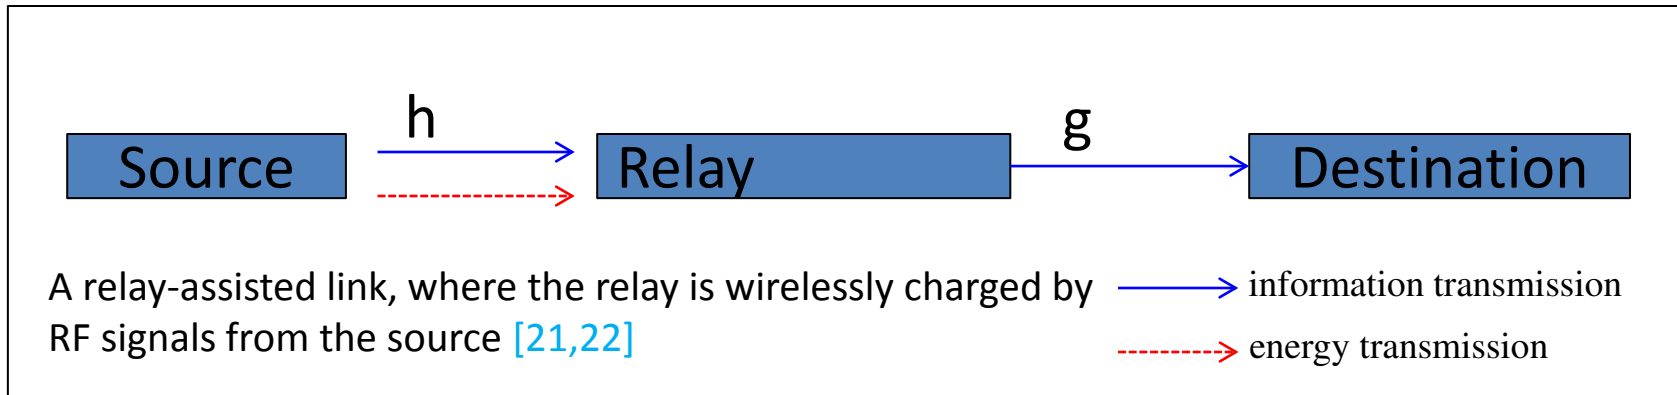 h
g
Source
Relay
Destination
A relay-assisted link, where the relay is wirelessly charged by
RF signals from the source [21,22]
information transmission
energy transmission